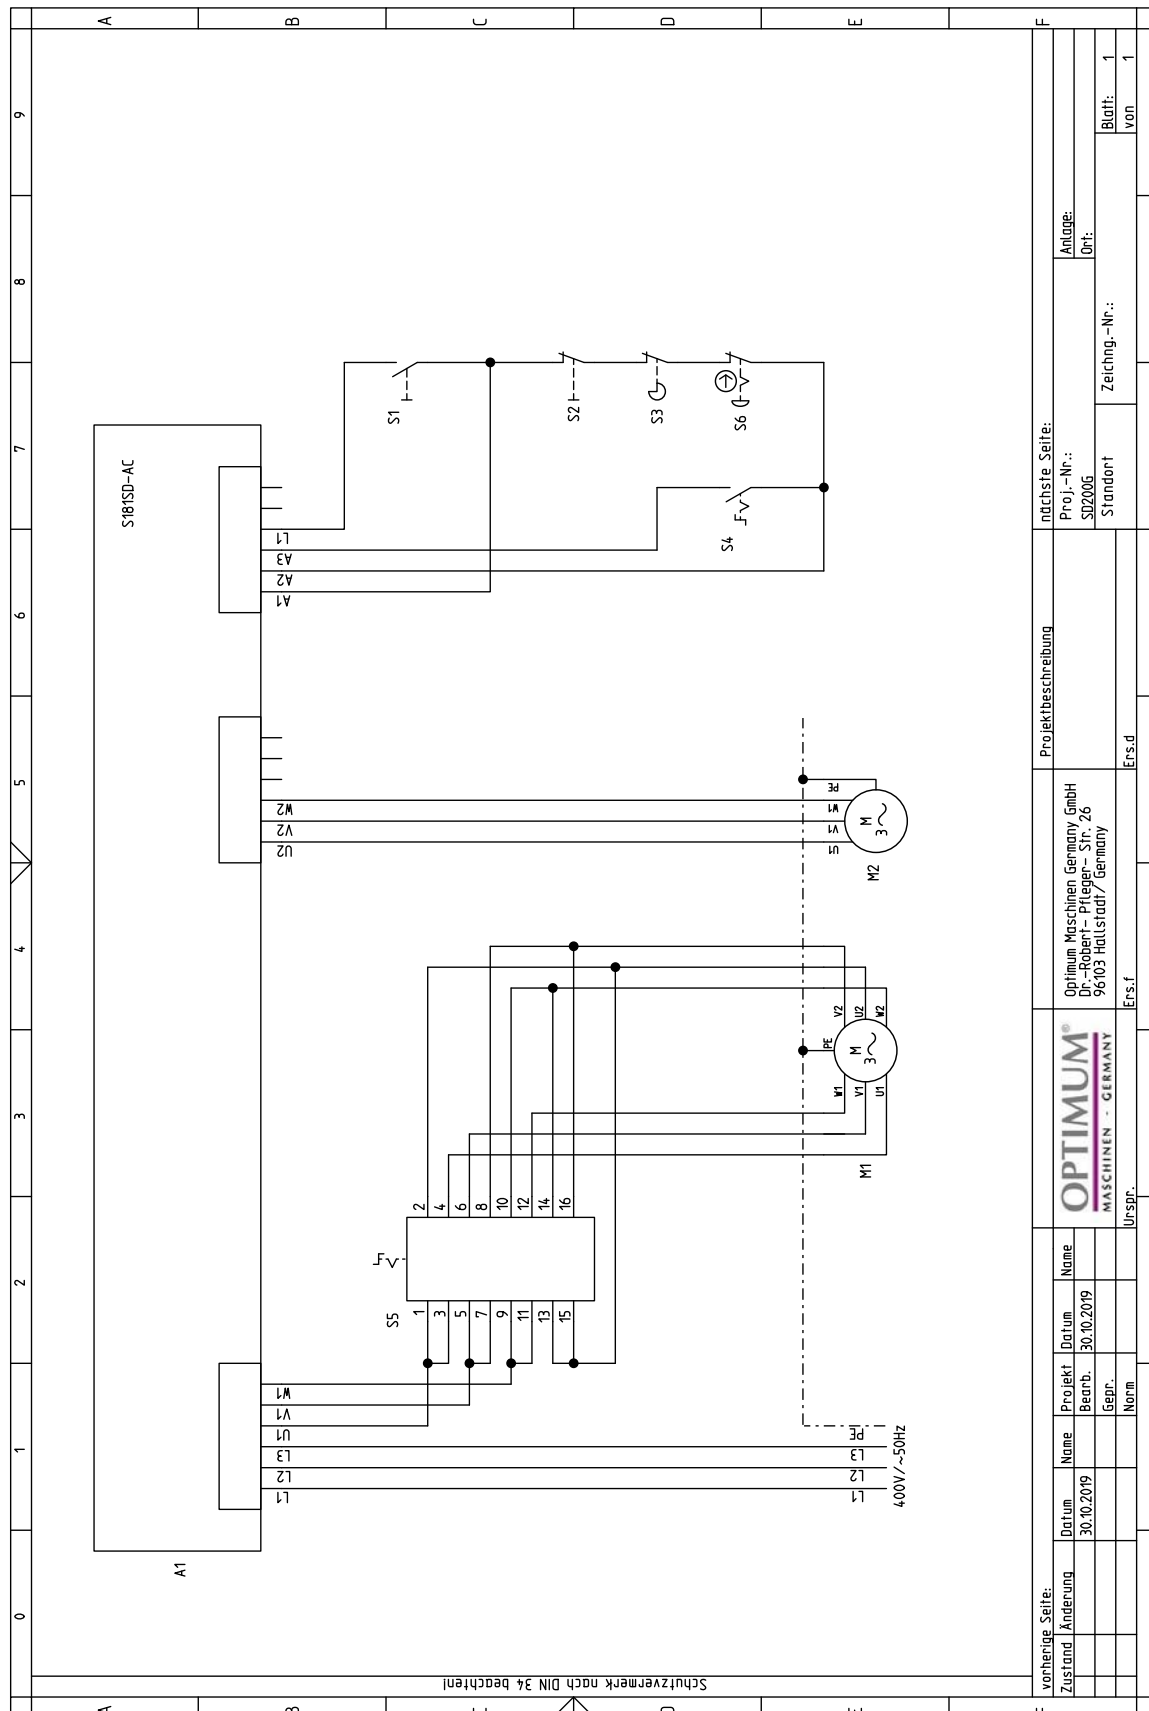 0 1 2 3 4 5 6 7 8 9
A A
B B
C
D D
E E
F F
Schutzvermerk nach DIN 34 beachten!
A1
S181SD-AC
L1 L2 L3 U1 V1 W1
U2 V2 W2
A1 A2 A3 L1
S5
1 3 5 7 9 11 13 15
2 4 6 8 10 12 14 16
S1
S2
S3
S4
S6
L1 L2 L3 PE
400V/~50Hz
W1 V1 U1
PE
V2 U2 W2
M
3
M1
U1 V1 W1 PE
M
3
M2
vorherige Seite:
Zustand Änderung Datum Name Projekt Datum Name
30.10.2019 Bearb. 30.10.2019
Gepr.
Norm
OPTIMUM®
MASCHINEN - GERMANY
Urspr.
Optimum Maschinen Germany GmbH
Dr.-Robert- Pfleger- Str. 26
96103 Hallstadt/ Germany
Ers.f
Ers.d
Projektbeschreibung
nächste Seite:
Proj.-Nr.:
SD200G
Standort
Zeichng.-Nr.:
Anlage:
Ort:
Blatt: 1
von 1